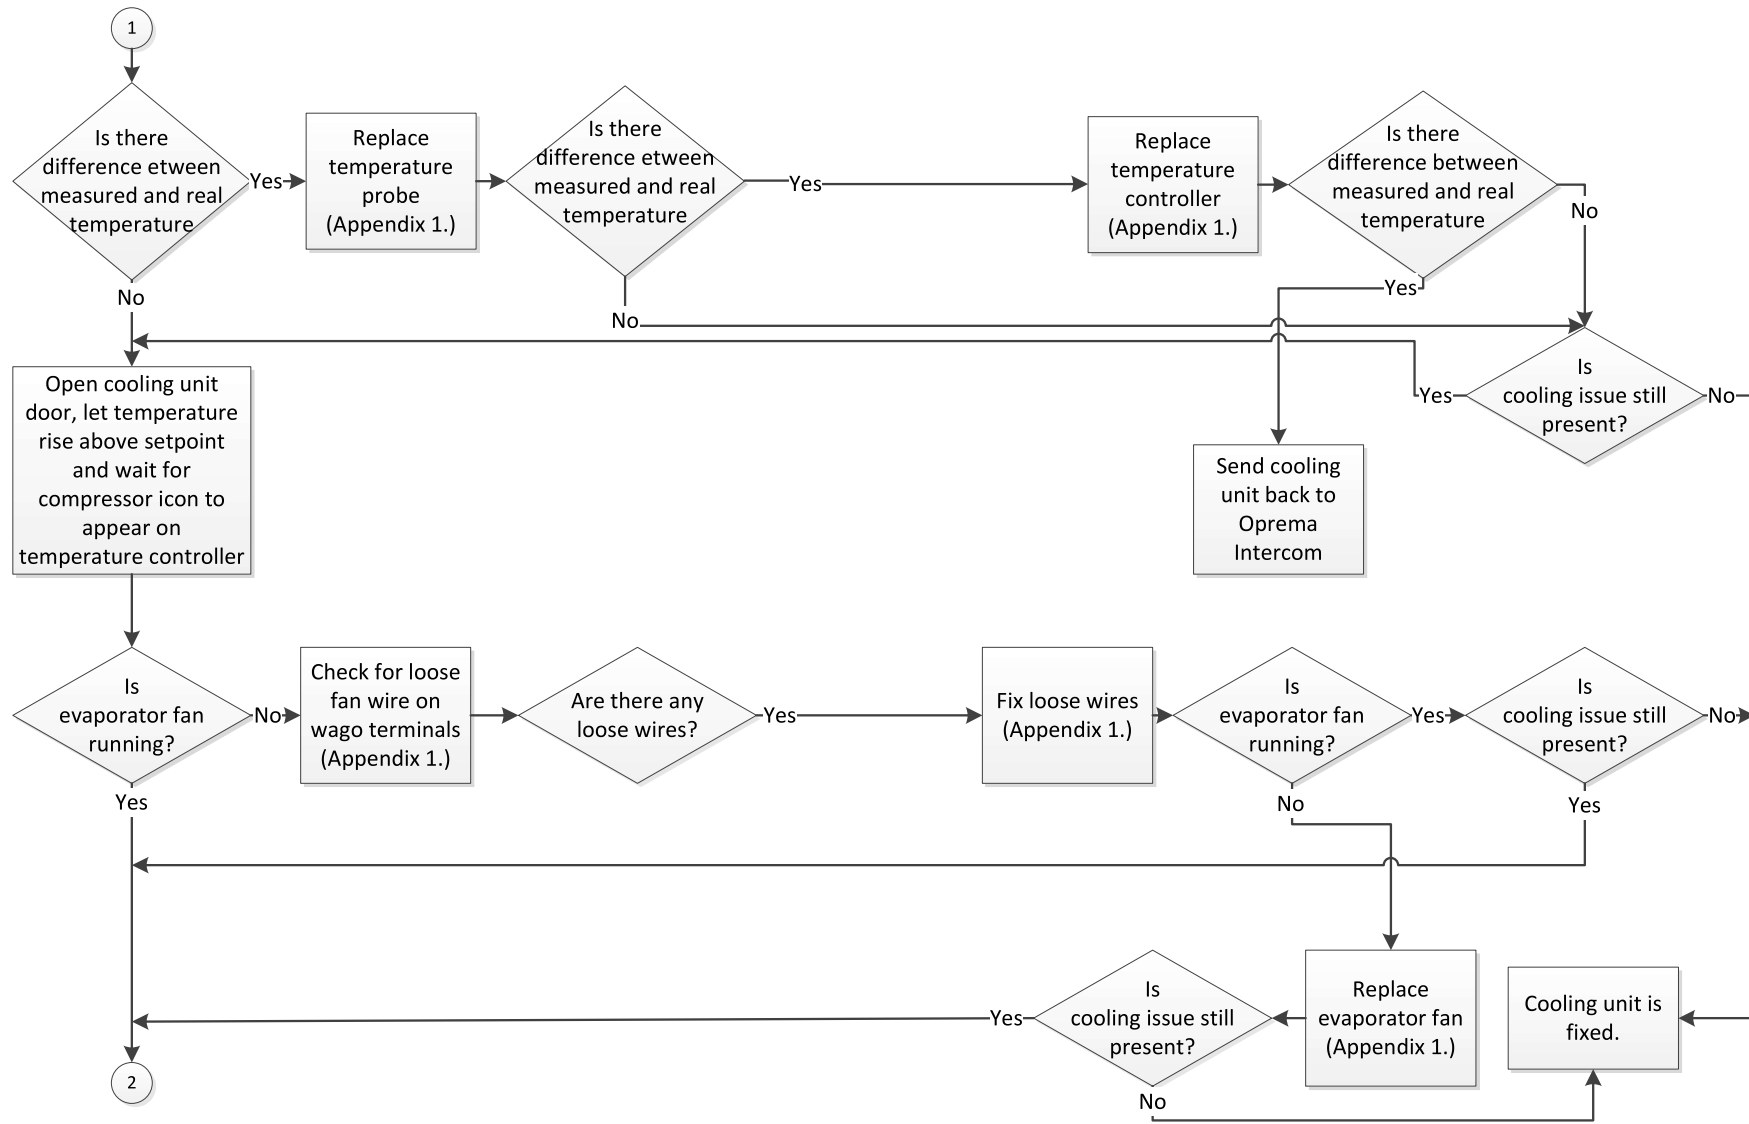 1
Is there
difference etween
measured and real
temperature
Yes
Replace
temperature
probe
(Appendix 1.)
Is there
difference etween
measured and real
temperature
Yes
Replace
temperature
controller
(Appendix 1.)
Is there
difference between
measured and real
temperature
No
No
No
Yes
Open cooling unit
door, let temperature
rise above setpoint
and wait for
compressor icon to
appear on
temperature controller
Send cooling
unit back to
Oprema
Intercom
Yes
Is
cooling issue still
present?
No
Is
evaporator fan
running?
No
Check for loose
fan wire on
wago terminals
(Appendix 1.)
Are there any
loose wires?
Yes
Fix loose wires
(Appendix 1.)
Is
evaporator fan
running?
Yes
Is
cooling issue still
present?
No
Yes
No
Yes
Yes
Is
cooling issue still
present?
No
Replace
evaporator fan
(Appendix 1.)
Cooling unit is
fixed.
2